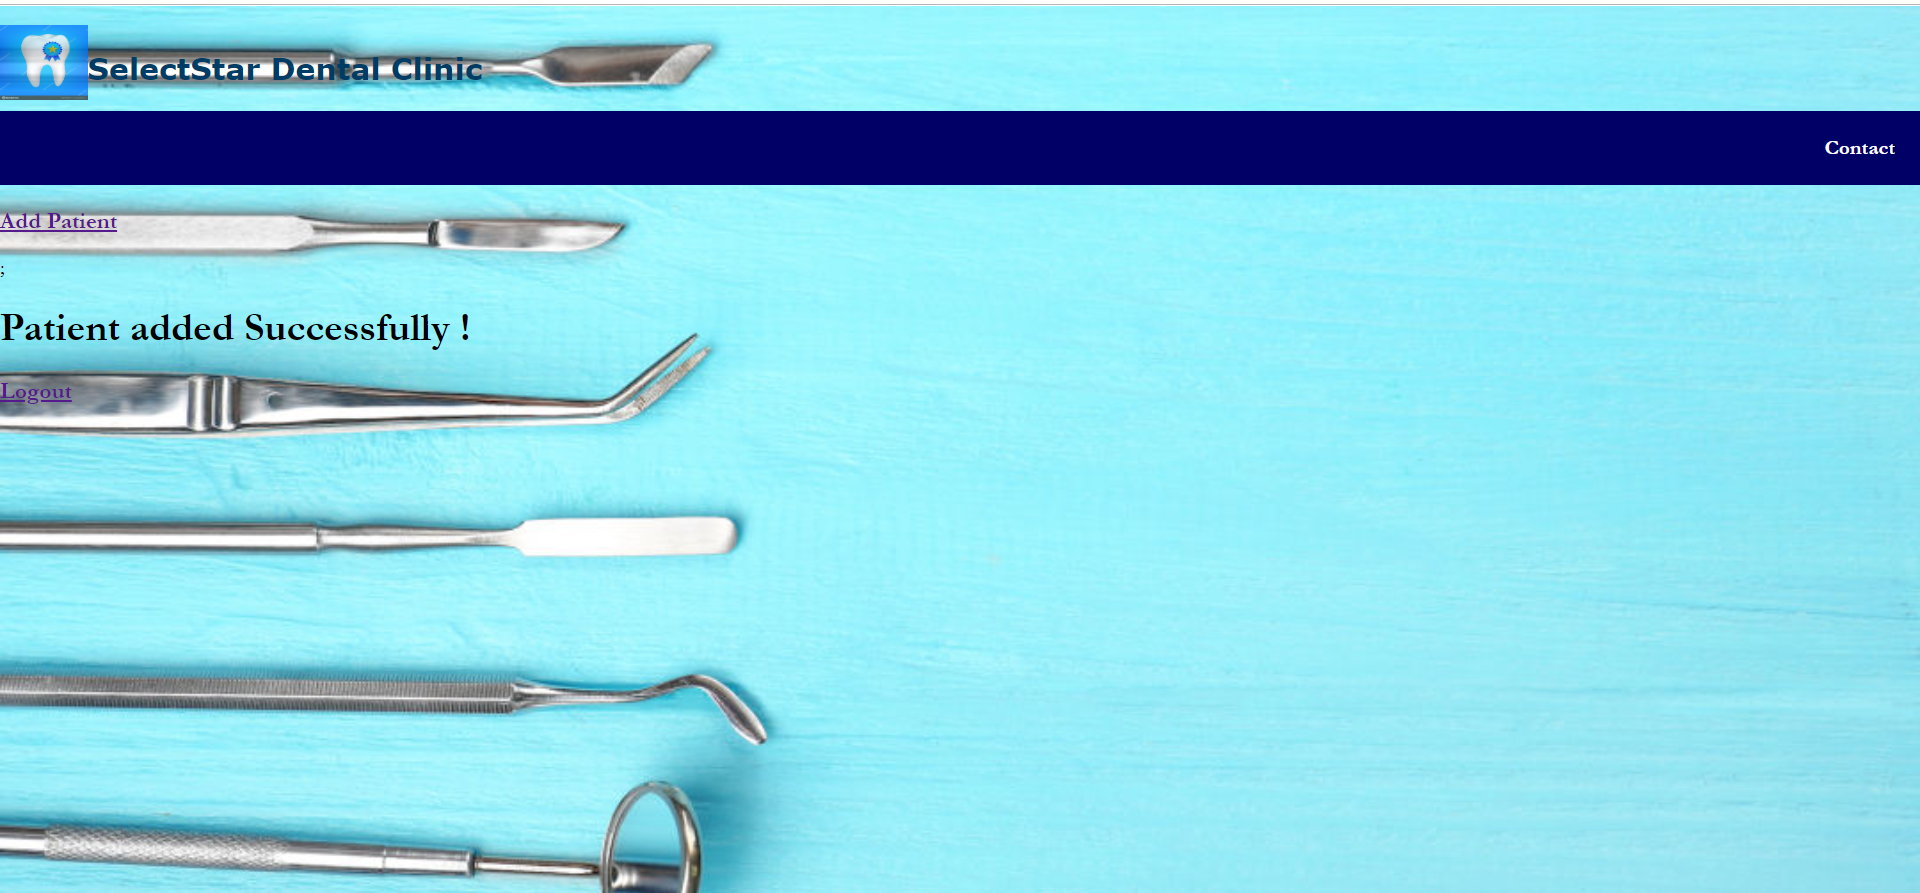 SelectStar Dental Clinic
Contact
Add Patient
;
Patient added Successfully !
Logout